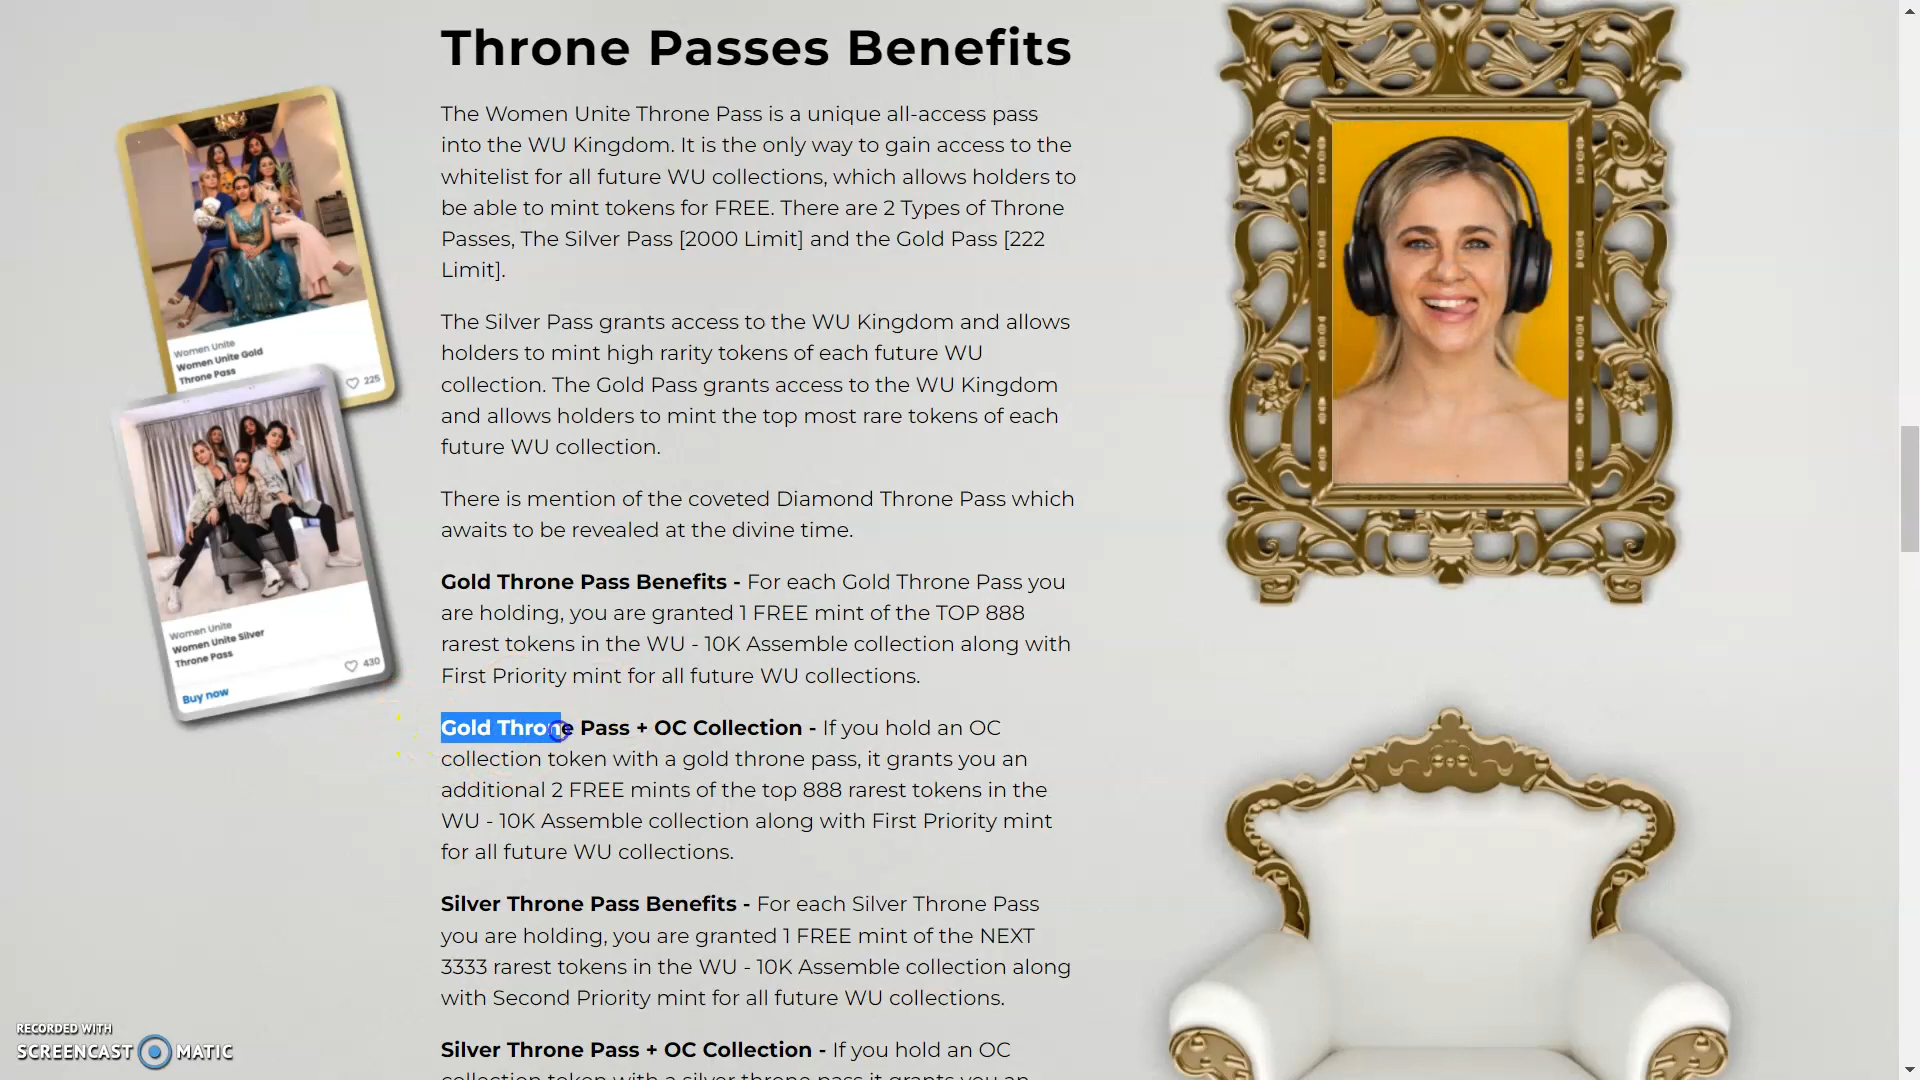 Throne Passes Benefits
The Women Unite Throne Pass is a unique all-access pass
into the WU Kingdom. It is the only way to gain access to the
whitelist for all future WU collections, which allows holders to
be able to mint tokens for FREE. There are 2 Types of Throne
Passes, The Silver Pass [2000 Limit] and the Gold Pass [222
Limit].
The Silver Pass grants access to the WU Kingdom and allows
holders to mint high rarity tokens of each future WU
collection. The Gold Pass grants access to the WU Kingdom
and allows holders to mint the top most rare tokens of each
future WU collection.
There is mention of the coveted Diamond Throne Pass which
awaits to be revealed at the divine time.
Gold Throne Pass Benefits - For each Gold Throne Pass you
are holding, you are granted 1 FREE mint of the TOP 888
rarest tokens in the WU - 10K Assemble collection along with
First Priority mint for all future WU collections.
Gold Throne Pass + OC Collection - If you hold an OC
collection token with a gold throne pass, it grants you an
additional 2 FREE mints of the top 888 rarest tokens in the
WU - 10K Assemble collection along with First Priority mint
for all future WU collections.
Silver Throne Pass Benefits - For each Silver Throne Pass
you are holding, you are granted 1 FREE mint of the NEXT
3333 rarest tokens in the WU - 10K Assemble collection along
with Second Priority mint for all future WU collections.
Silver Throne Pass + OC Collection - If you hold an OC
collection token with a silver throne pass it grants you an
Women Unite
Women Unite Gold
Throne Pass
225
Women Unite
Women Unite Silver
Throne Pass
430
Buy now
RECORDED WITH
SCREENCAST MATIC